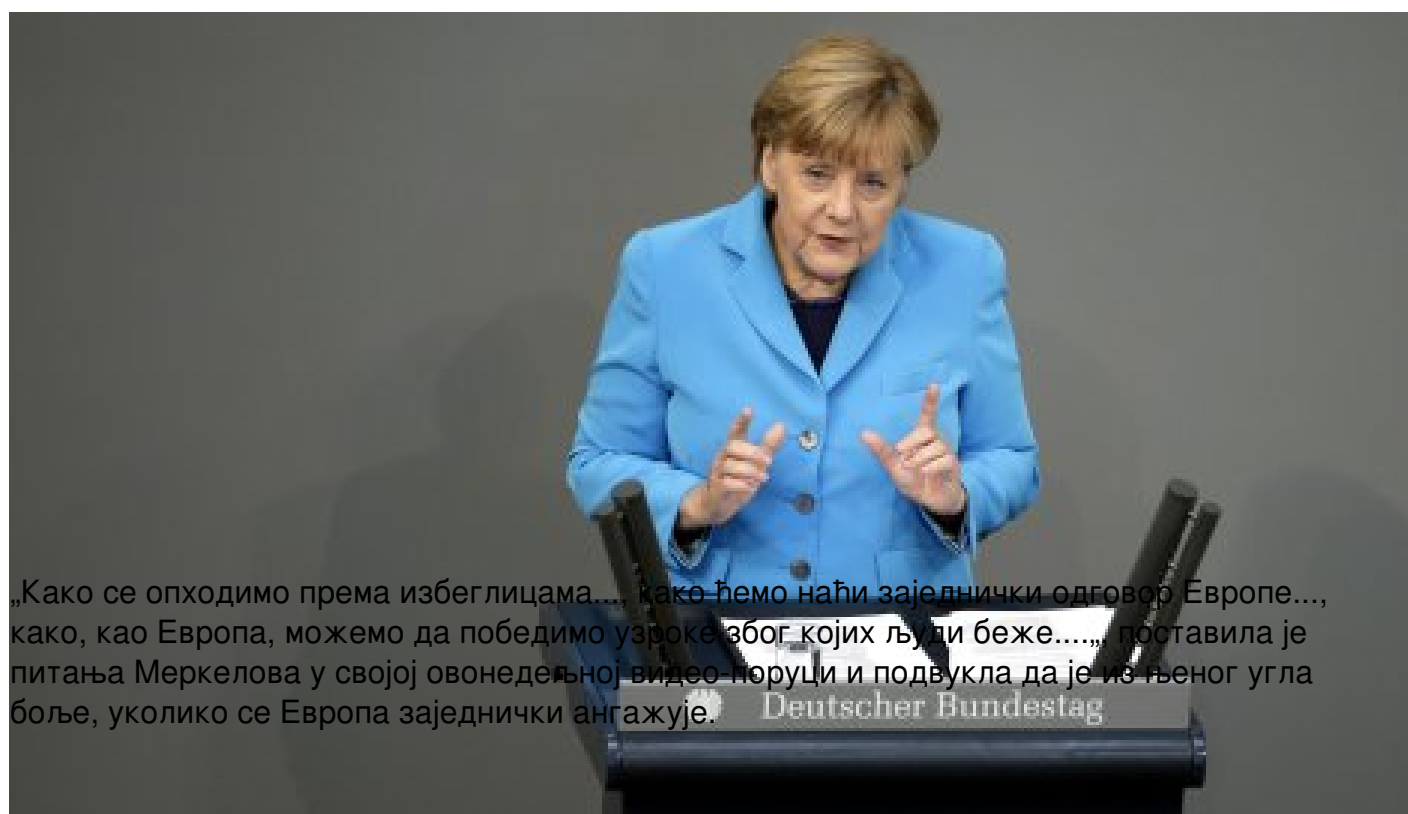 „Како се опходимо према избеглицама..., како ћемо наћи заједнички одговор Европе...,
како, као Европа, можемо да победимо узроке због којих људи беже....„, поставила је
питања Меркелова у својој овонедељној видео-поруци и подвукла да је из њеног угла
боље, уколико се Европа заједнички ангажује.
Deutscher Bundestag